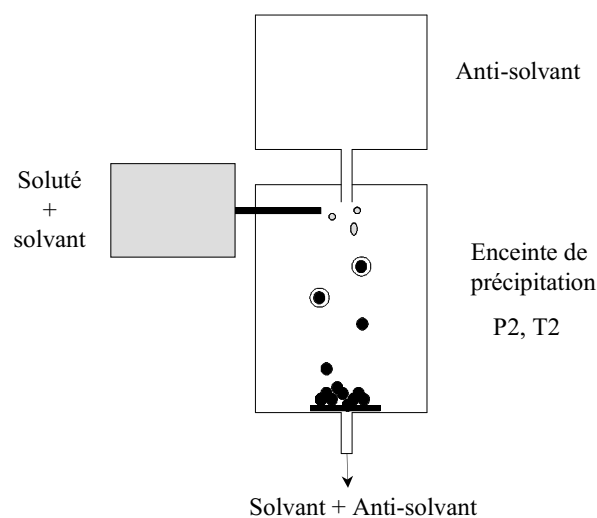 Anti-solvant
Soluté
+
solvant
Enceinte de
précipitation
P2, T2
Solvant + Anti-solvant